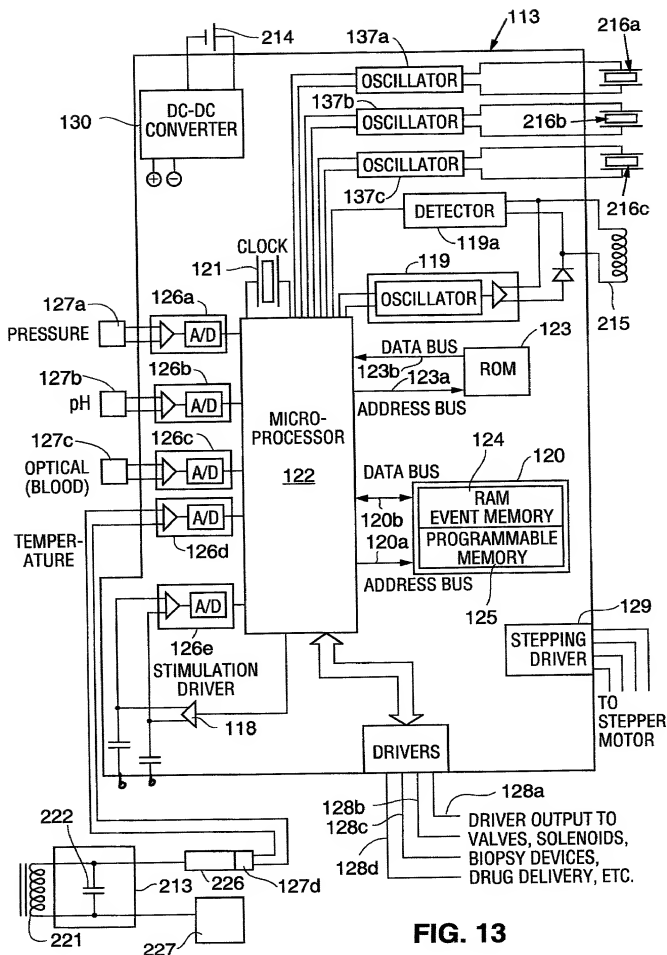 113
214
137a
216a
OSCILLATOR
130
DC-DC
CONVERTER
137b
OSCILLATOR
216b
OSCILLATOR
137c
216c
DETECTOR
119a
CLOCK
121
119
OSCILLATOR
215
127a
126a
PRESSURE
A/D
127b
126b
pH
A/D
127c
126c
OPTICAL
(BLOOD)
A/D
A/D
126d
TEMPER-
ATURE
A/D
126e
MICRO-
PROCESSOR
122
DATA BUS
123b
123a
ADDRESS BUS
123
ROM
124
120
DATA BUS
120b
120a
ADDRESS BUS
RAM
EVENT MEMORY
PROGRAMMABLE
MEMORY
125
129
STEPPING
DRIVER
TO
STEPPER
MOTOR
STIMULATION
DRIVER
118
DRIVERS
128a
128b
128c
128d
DRIVER OUTPUT TO
VALVES, SOLENOIDS,
BIOPSY DEVICES,
DRUG DELIVERY, ETC.
222
221
213
226
127d
227
FIG. 13